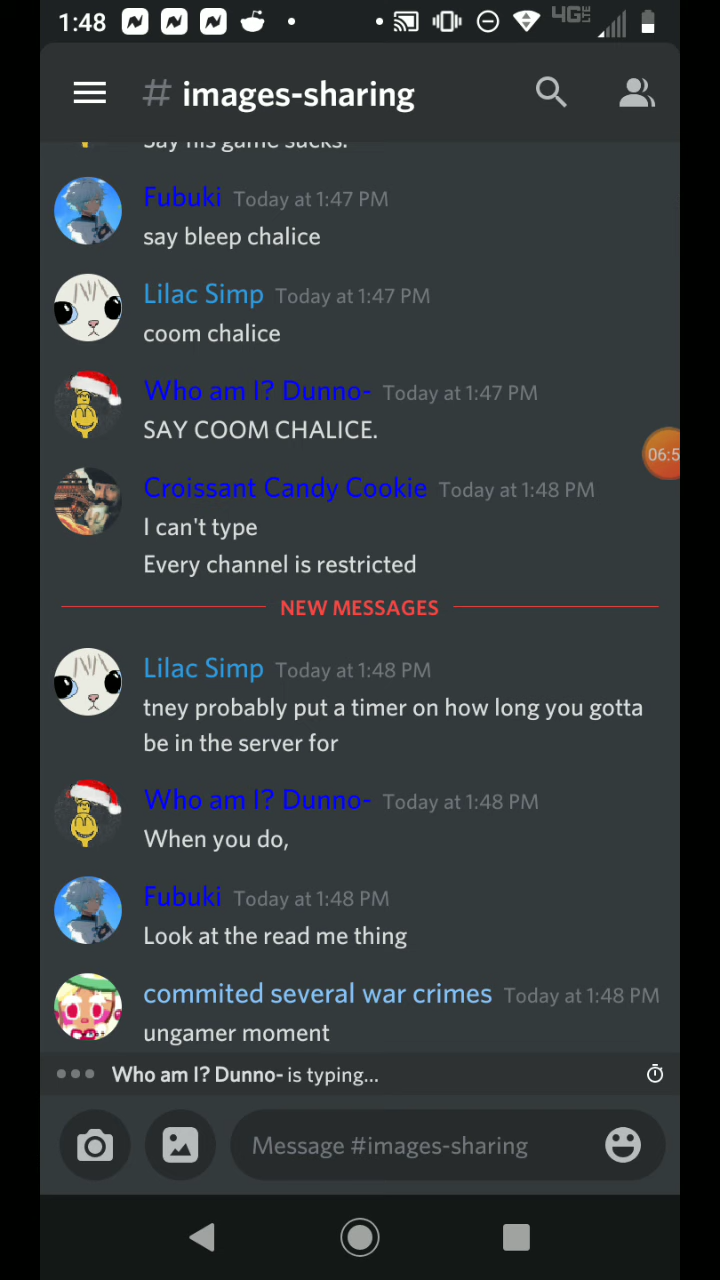 1:48
4G LTE
# images-sharing
Say his game sucks.
Fubuki Today at 1:47 PM
say bleep chalice
Lilac Simp Today at 1:47 PM
coom chalice
Who am I? Dunno- Today at 1:47 PM
SAY COOM CHALICE.
06:5
Croissant Candy Cookie Today at 1:48 PM
I can't type
Every channel is restricted
NEW MESSAGES
Lilac Simp Today at 1:48 PM
tney probably put a timer on how long you gotta
be in the server for
Who am I? Dunno- Today at 1:48 PM
When you do,
Fubuki Today at 1:48 PM
Look at the read me thing
commited several war crimes Today at 1:48 PM
ungamer moment
Who am I? Dunno- is typing...
Message #images-sharing